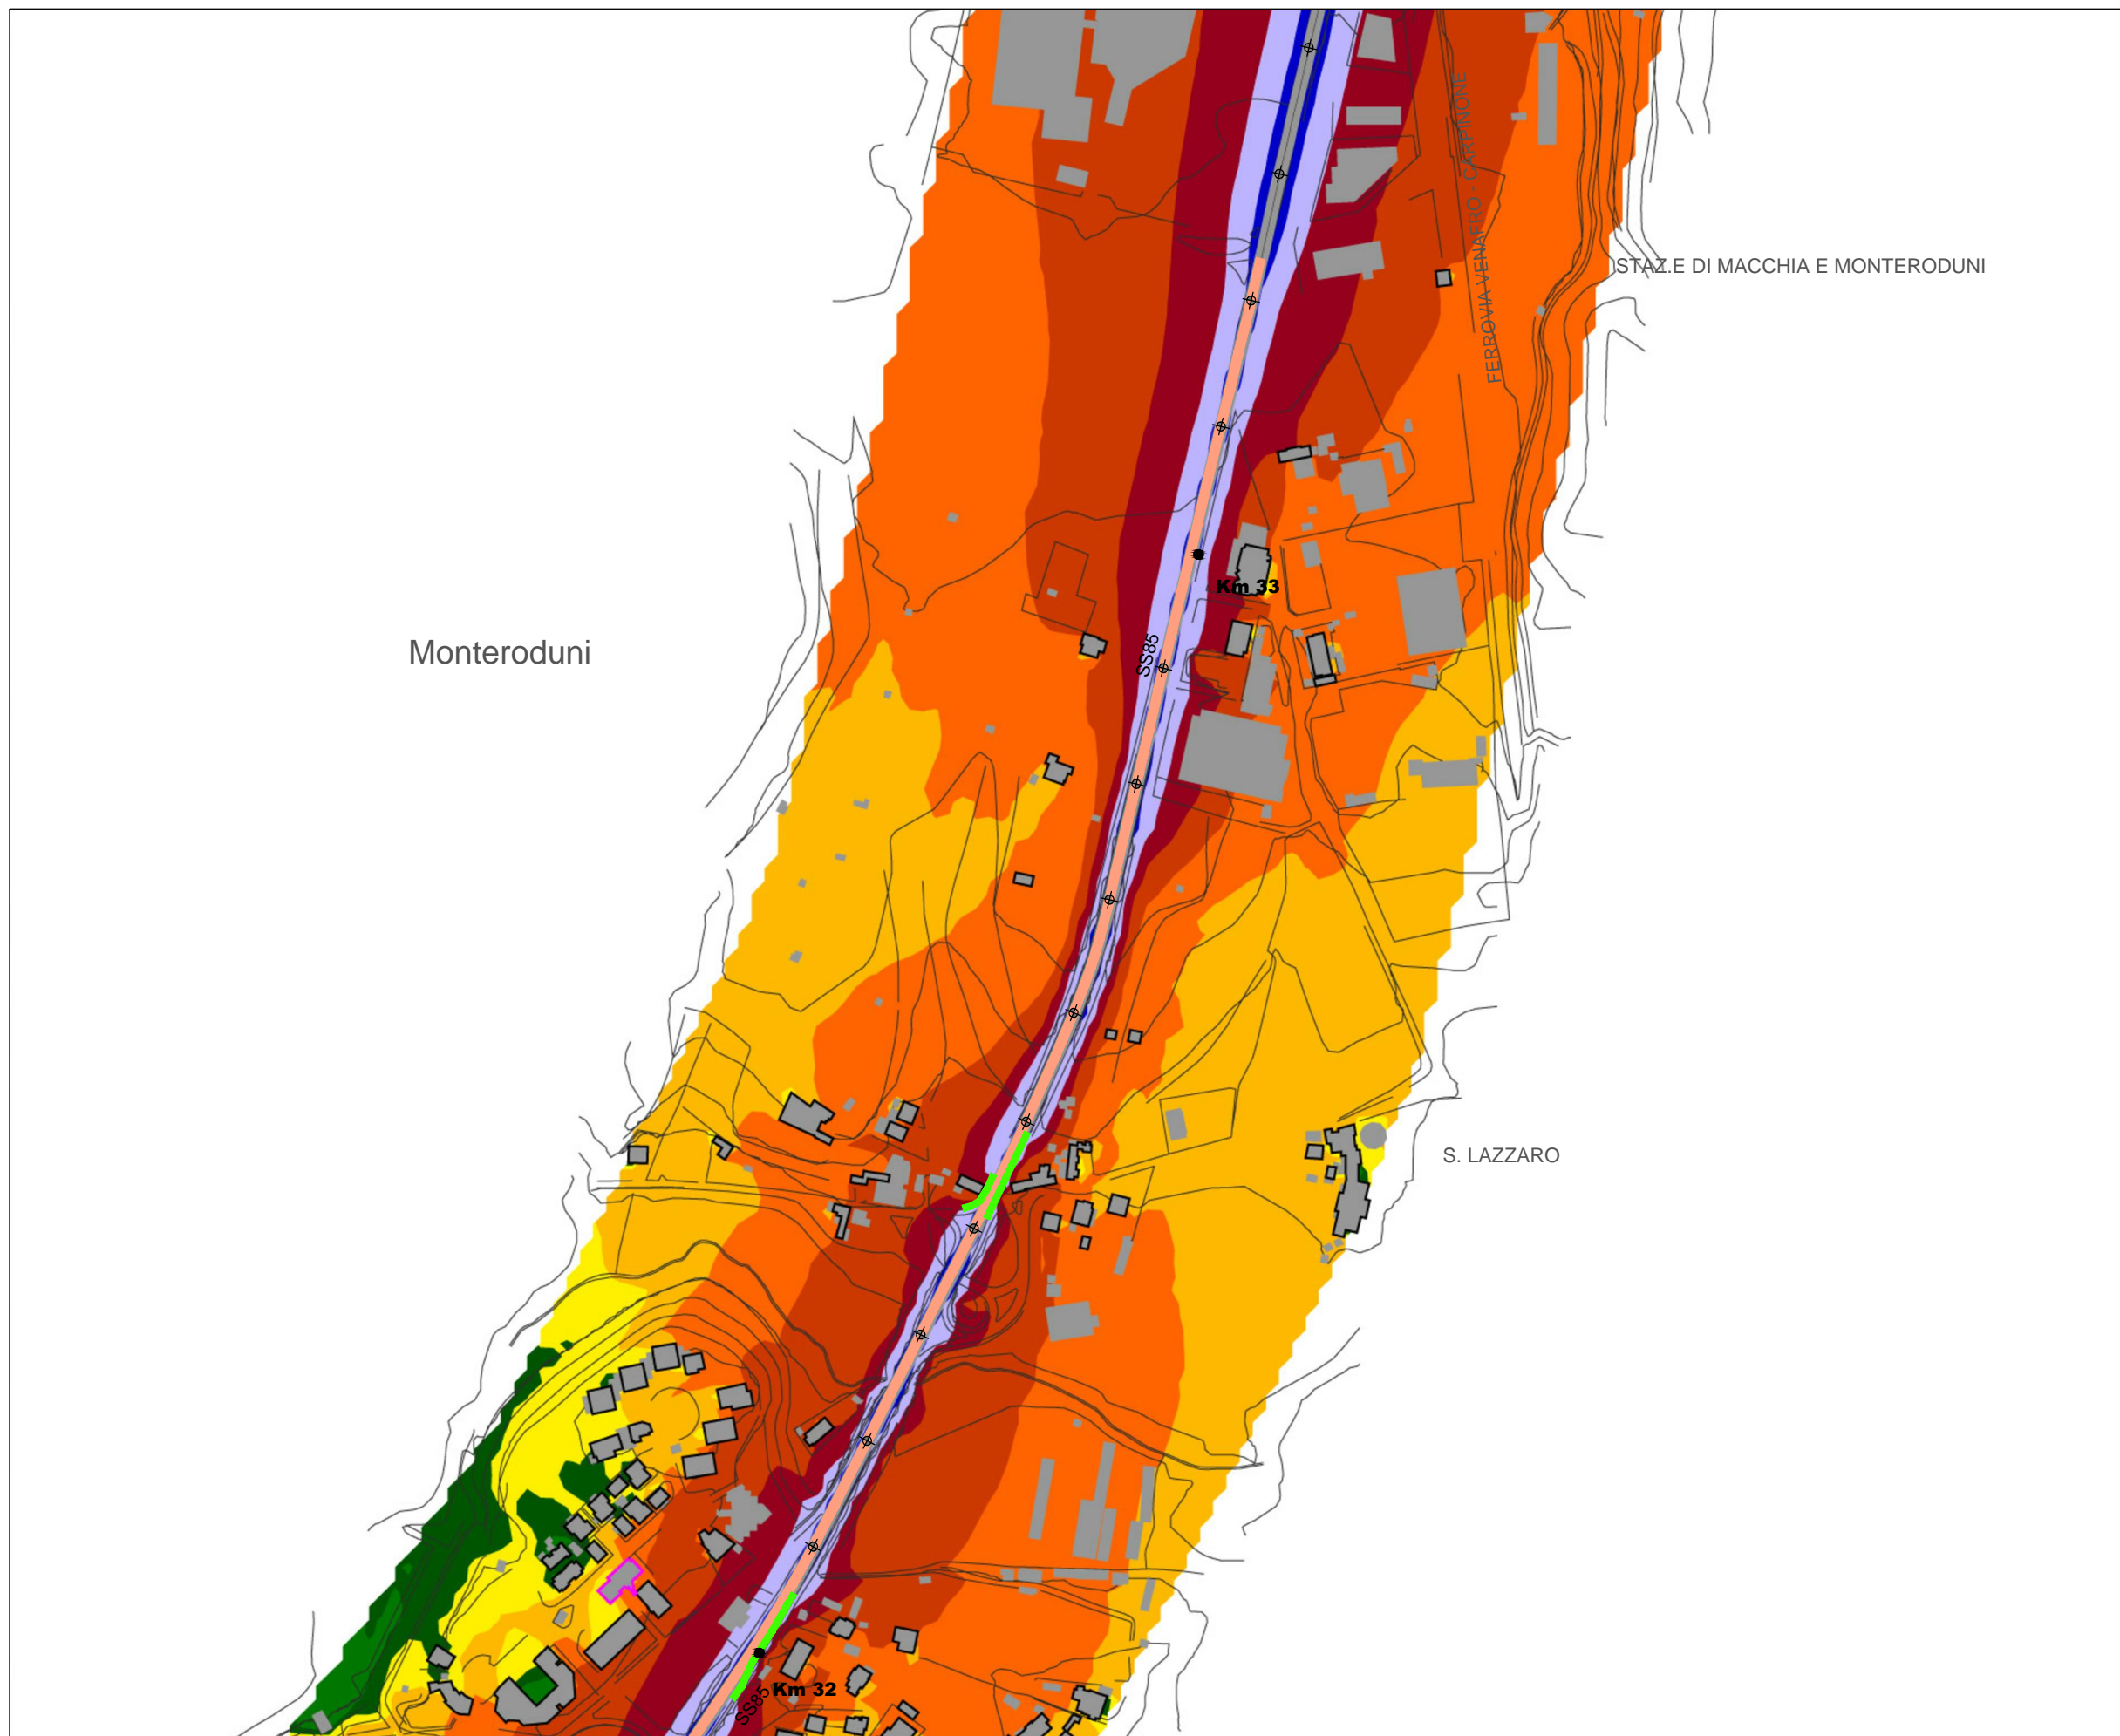 FERROVIA VENAFRO - CARPINONE
STAZ.E DI MACCHIA E MONTERODUNI
Km 33
SS85
Monteroduni
S. LAZZARO
Km 32
SS85